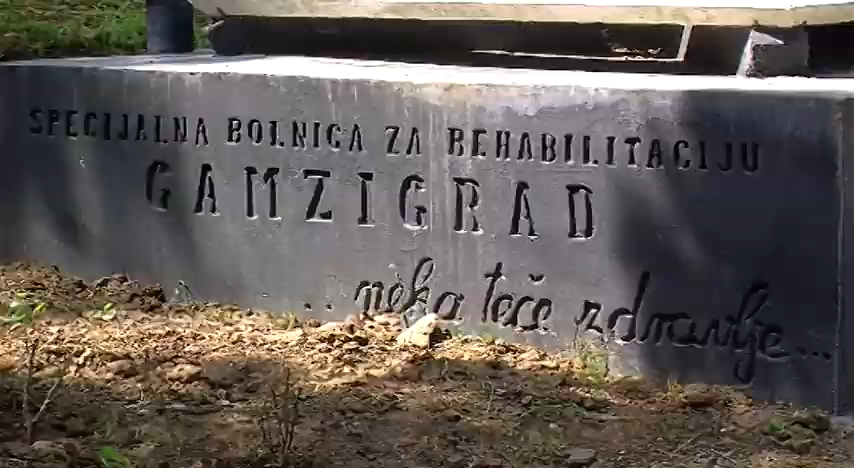 SPECIJALNA BOLNICA ZA REHABILITACIJU
GAMZIGRAD
... neka teče zdravlje...